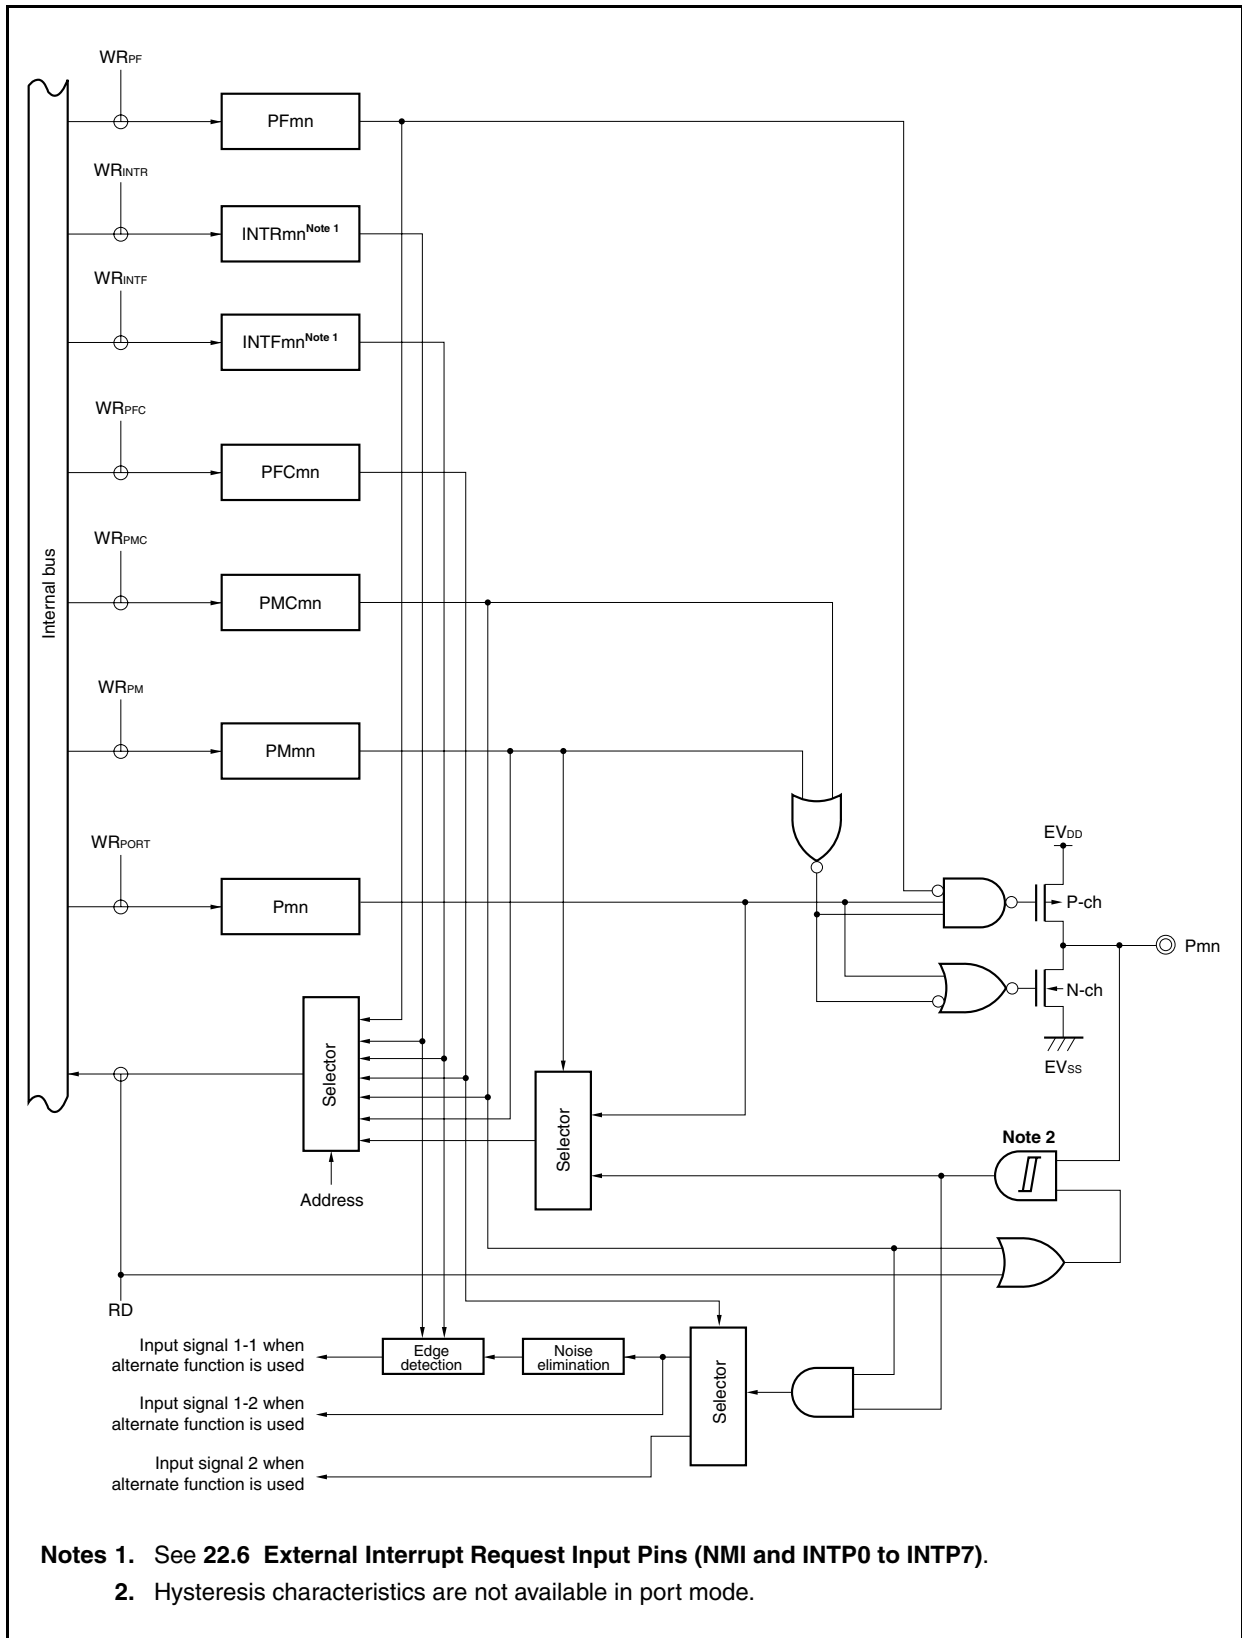 WRPF
PFmn
WRINTR
INTRmnNote 1
WRINTF
INTFmnNote 1
WRPFC
PFCmn
WRPMC
PMCmn
Internal bus
WRPM
PMmn
WRPORT
Pmn
EVDD
P-ch
Pmn
N-ch
EVSS
Selector
Selector
Note 2
Address
RD
Input signal 1-1 when
alternate function is used
Edge
detection
Noise
elimination
Selector
Input signal 1-2 when
alternate function is used
Input signal 2 when
alternate function is used
Notes 1. See 22.6 External Interrupt Request Input Pins (NMI and INTP0 to INTP7).
2. Hysteresis characteristics are not available in port mode.